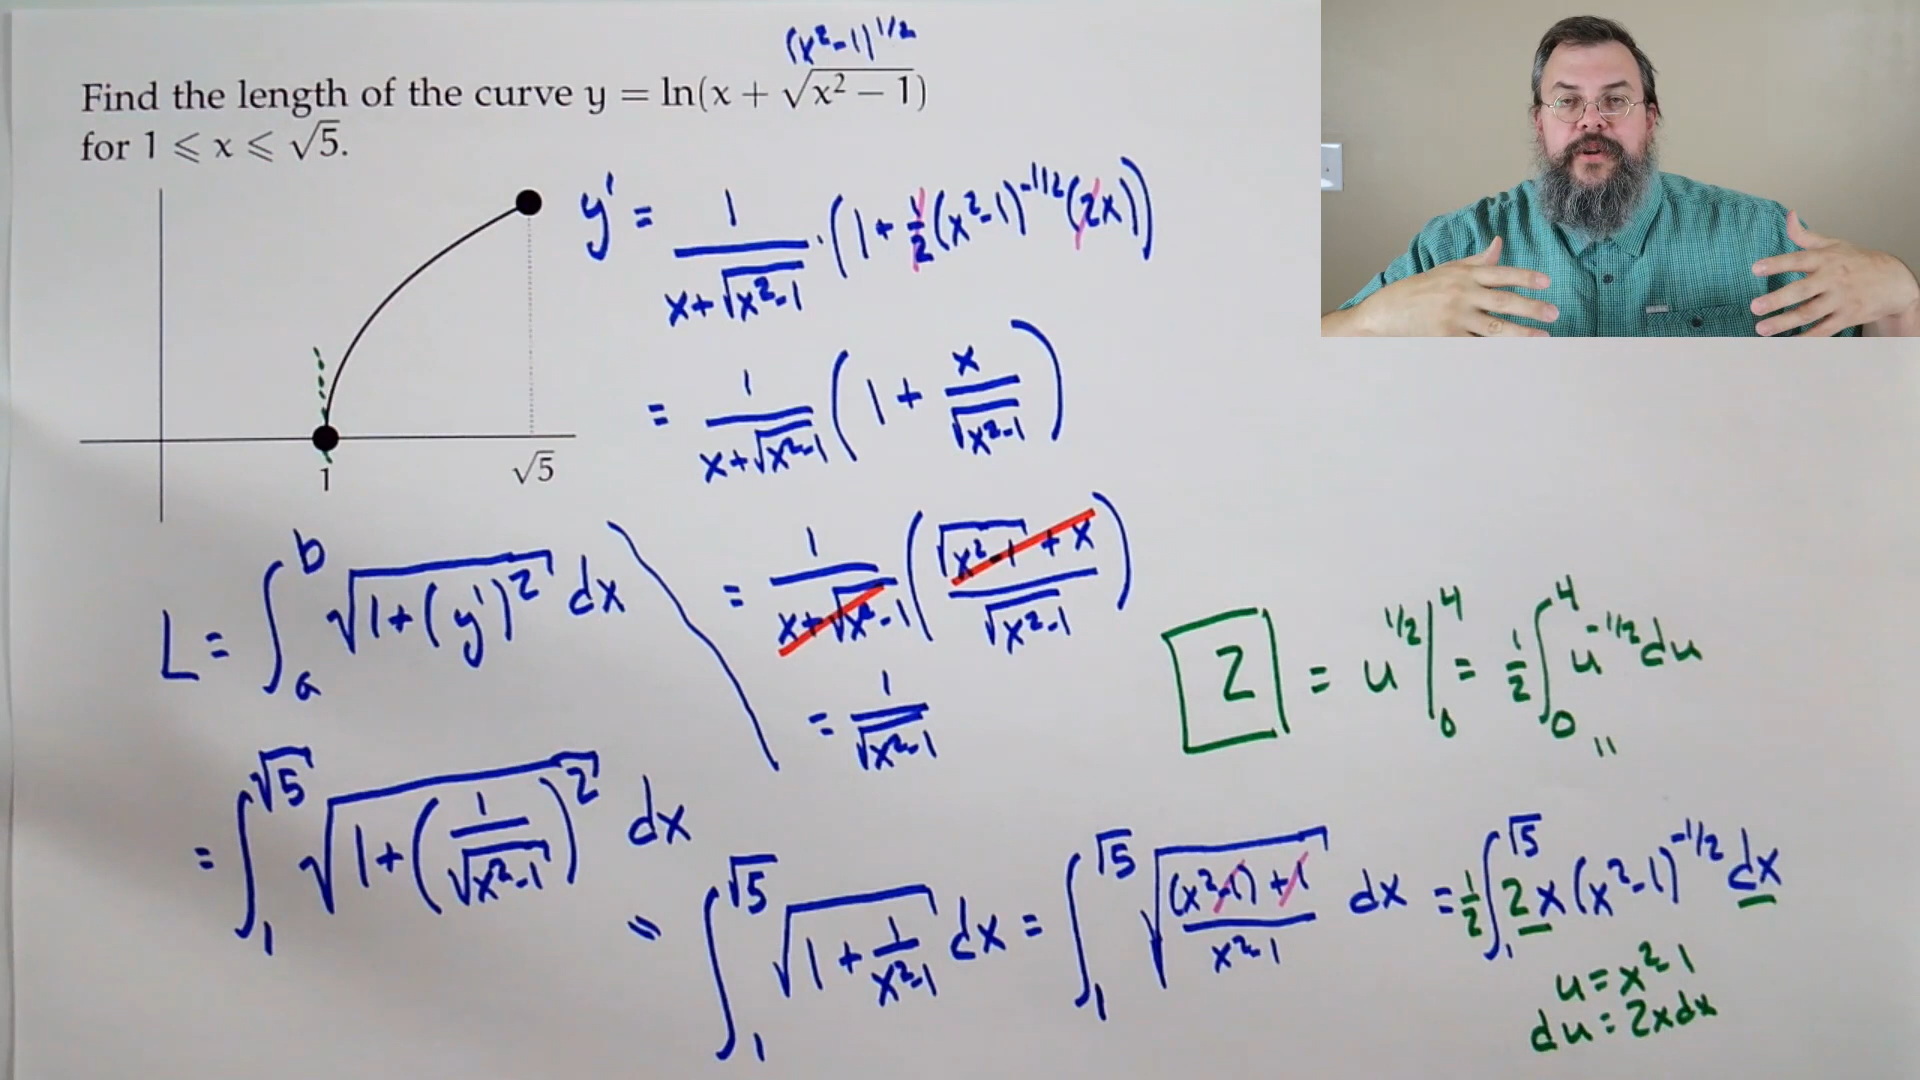 (x²-1)^1/2
Find the length of the curve y = ln(x + √(x² − 1))
for 1 ⩽ x ⩽ √5.
y' = 1/(x+√(x²-1)) · (1 + 1/2 (x²-1)^-1/2 (2x))
= 1/(x+√(x²-1)) (1 + x/√(x²-1))
1
√5
= 1/(x+√(x²-1)) ((√(x²-1) + x)/√(x²-1))
= 1/√(x²-1)
L = ∫_a^b √(1+(y')²) dx
2 = u^1/2 |_0^4 = 1/2 ∫_0^4 u^-1/2 du
"
= ∫_1^√5 √(1+(1/√(x²-1))²) dx
= ∫_1^√5 √(1 + 1/(x²-1)) dx = ∫_1^√5 √(((x²-1)+1)/(x²-1)) dx = 1/2 ∫_1^√5 2x (x²-1)^-1/2 dx
u = x²-1
du = 2xdx